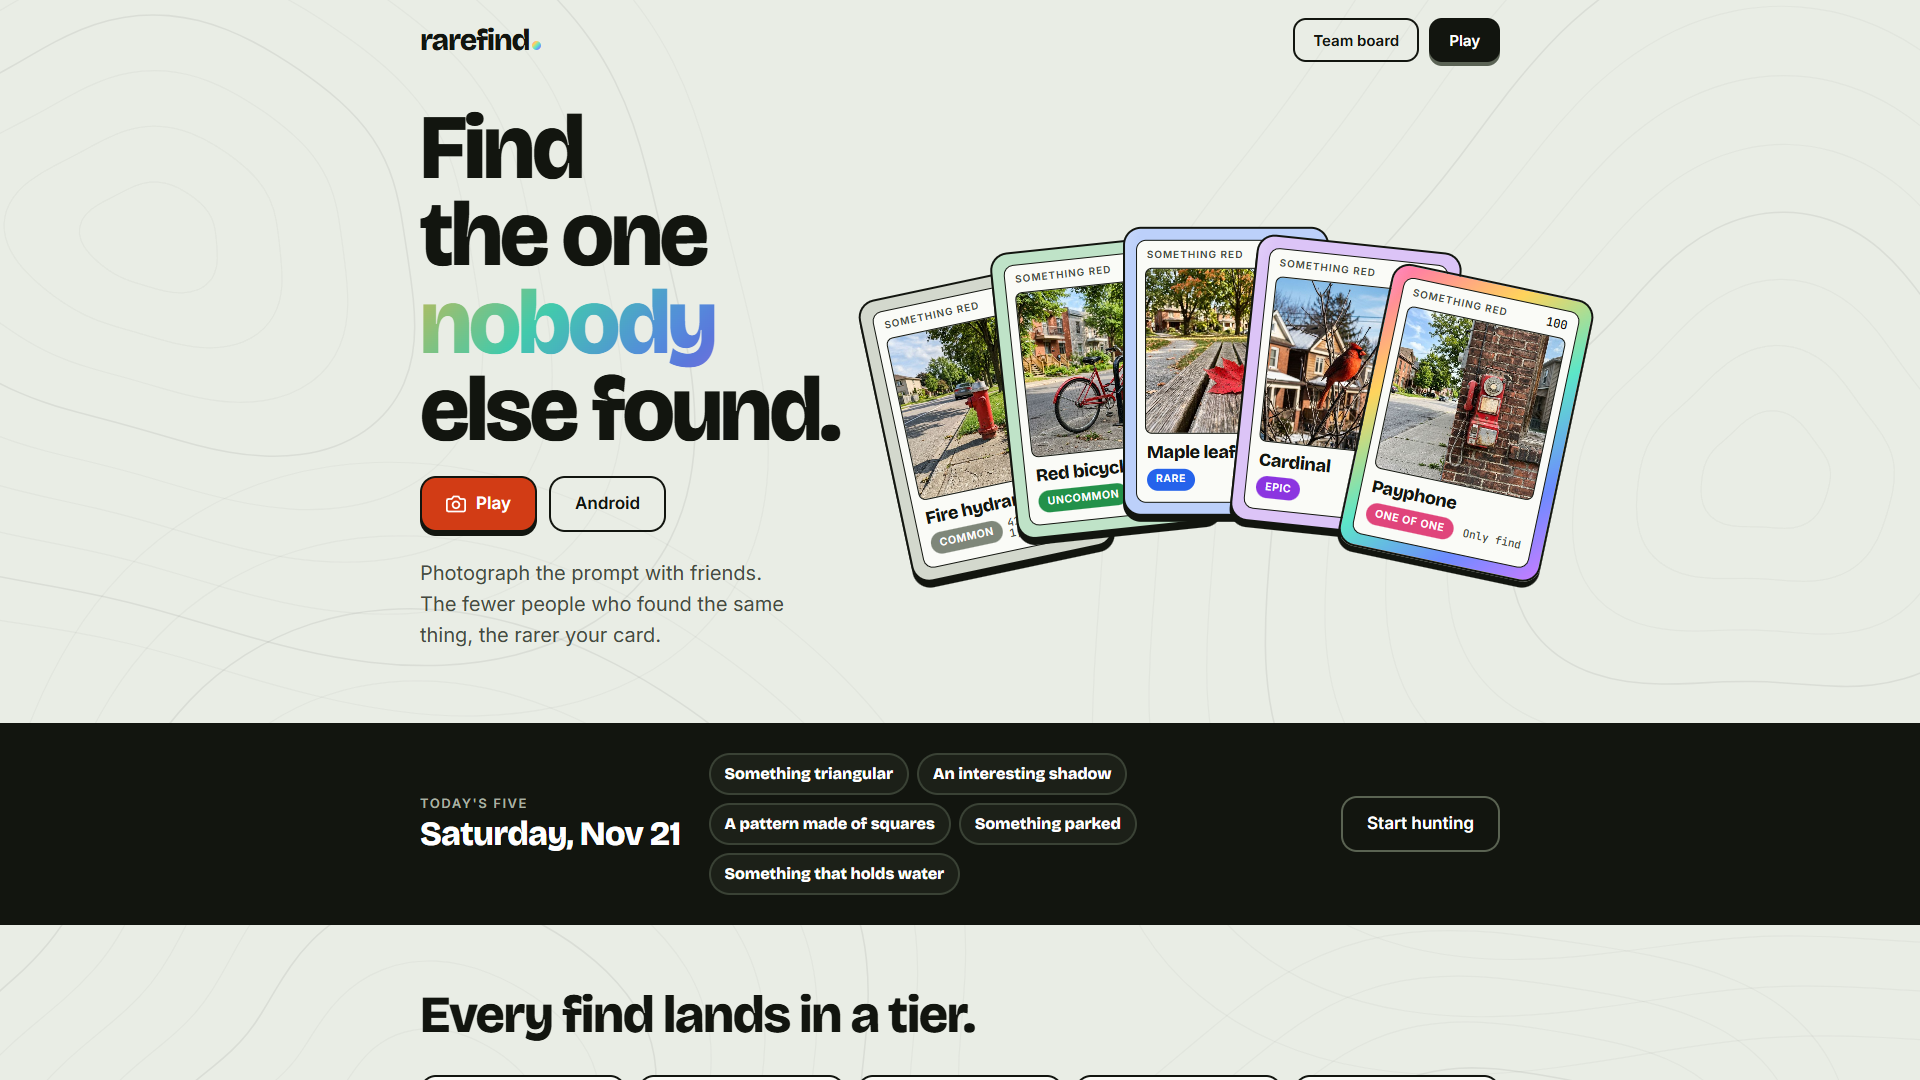 rarefind
Team board
Play
Find
the one
nobody
else found.
Play
Android
Photograph the prompt with friends.
The fewer people who found the same
thing, the rarer your card.
SOMETHING RED
Fire hydran
COMMON
SOMETHING RED
Red bicycl
UNCOMMON
SOMETHING RED
Maple leaf
RARE
SOMETHING RED
Cardinal
EPIC
SOMETHING RED
100
Payphone
ONE OF ONE
Only find
TODAY'S FIVE
Saturday, Nov 21
Something triangular
An interesting shadow
A pattern made of squares
Something parked
Something that holds water
Start hunting
Every find lands in a tier.